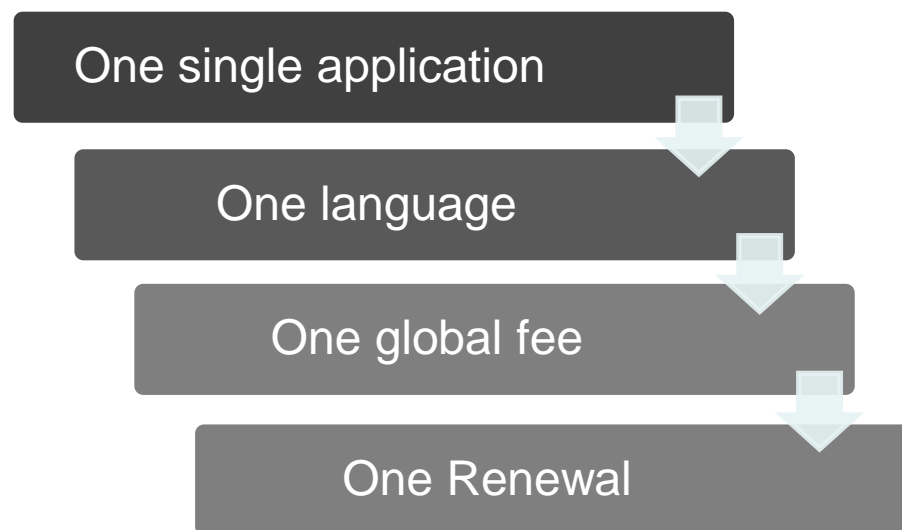 One single application
One language
One global fee
One Renewal